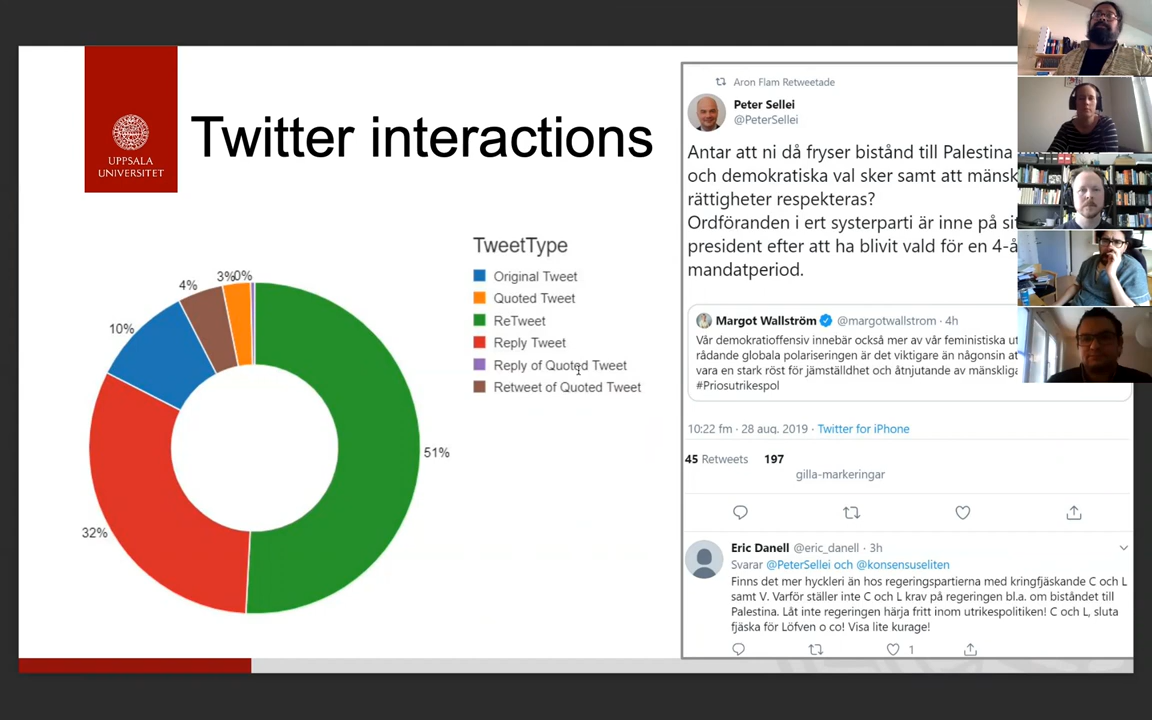 UPPSALA
UNIVERSITET
Twitter interactions
TweetType
Original Tweet
Quoted Tweet
ReTweet
Reply Tweet
Reply of Quoted Tweet
Retweet of Quoted Tweet
3%
0%
4%
10%
51%
32%
Aron Flam Retweetade
Peter Sellei
@PeterSellei
Antar att ni då fryser bistånd till Palestina
och demokratiska val sker samt att mänsk
rättigheter respekteras?
Ordföranden i ert systerparti är inne på sit
president efter att ha blivit vald för en 4-å
mandatperiod.
Margot Wallström @margotwallstrom · 4h
Vår demokratioffensiv innebär också mer av vår feministiska ut
rådande globala polariseringen är det viktigare än någonsin at
vara en stark röst för jämställdhet och åtnjutande av mänskliga
#Priosutrikespol
10:22 fm · 28 aug. 2019 · Twitter for iPhone
45 Retweets 197
gilla-markeringar
Eric Danell @eric_danell · 3h
Svarar @PeterSellei och @konsensuseliten
Finns det mer hyckleri än hos regeringspartierna med kringfjäskande C och L
samt V. Varför ställer inte C och L krav på regeringen bl.a. om biståndet till
Palestina. Låt inte regeringen härja fritt inom utrikespolitiken! C och L, sluta
fjäska för Löfven o co! Visa lite kurage!
1